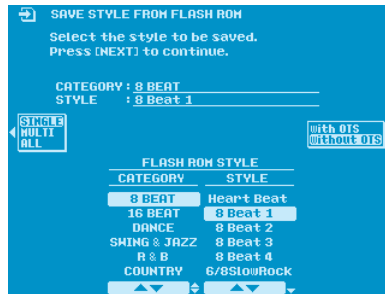 SAVE STYLE FROM FLASH ROM
Select the style to be saved.
Press [NEXT] to continue.
CATEGORY : 8 BEAT
STYLE : 8 Beat 1
SINGLE
MULTI
ALL
with OTS
without OTS
FLASH ROM STYLE
CATEGORY STYLE
8 BEAT Heart Beat
16 BEAT 8 Beat 1
DANCE 8 Beat 2
SWING & JAZZ 8 Beat 3
R & B 8 Beat 4
COUNTRY 6/8SlowRock